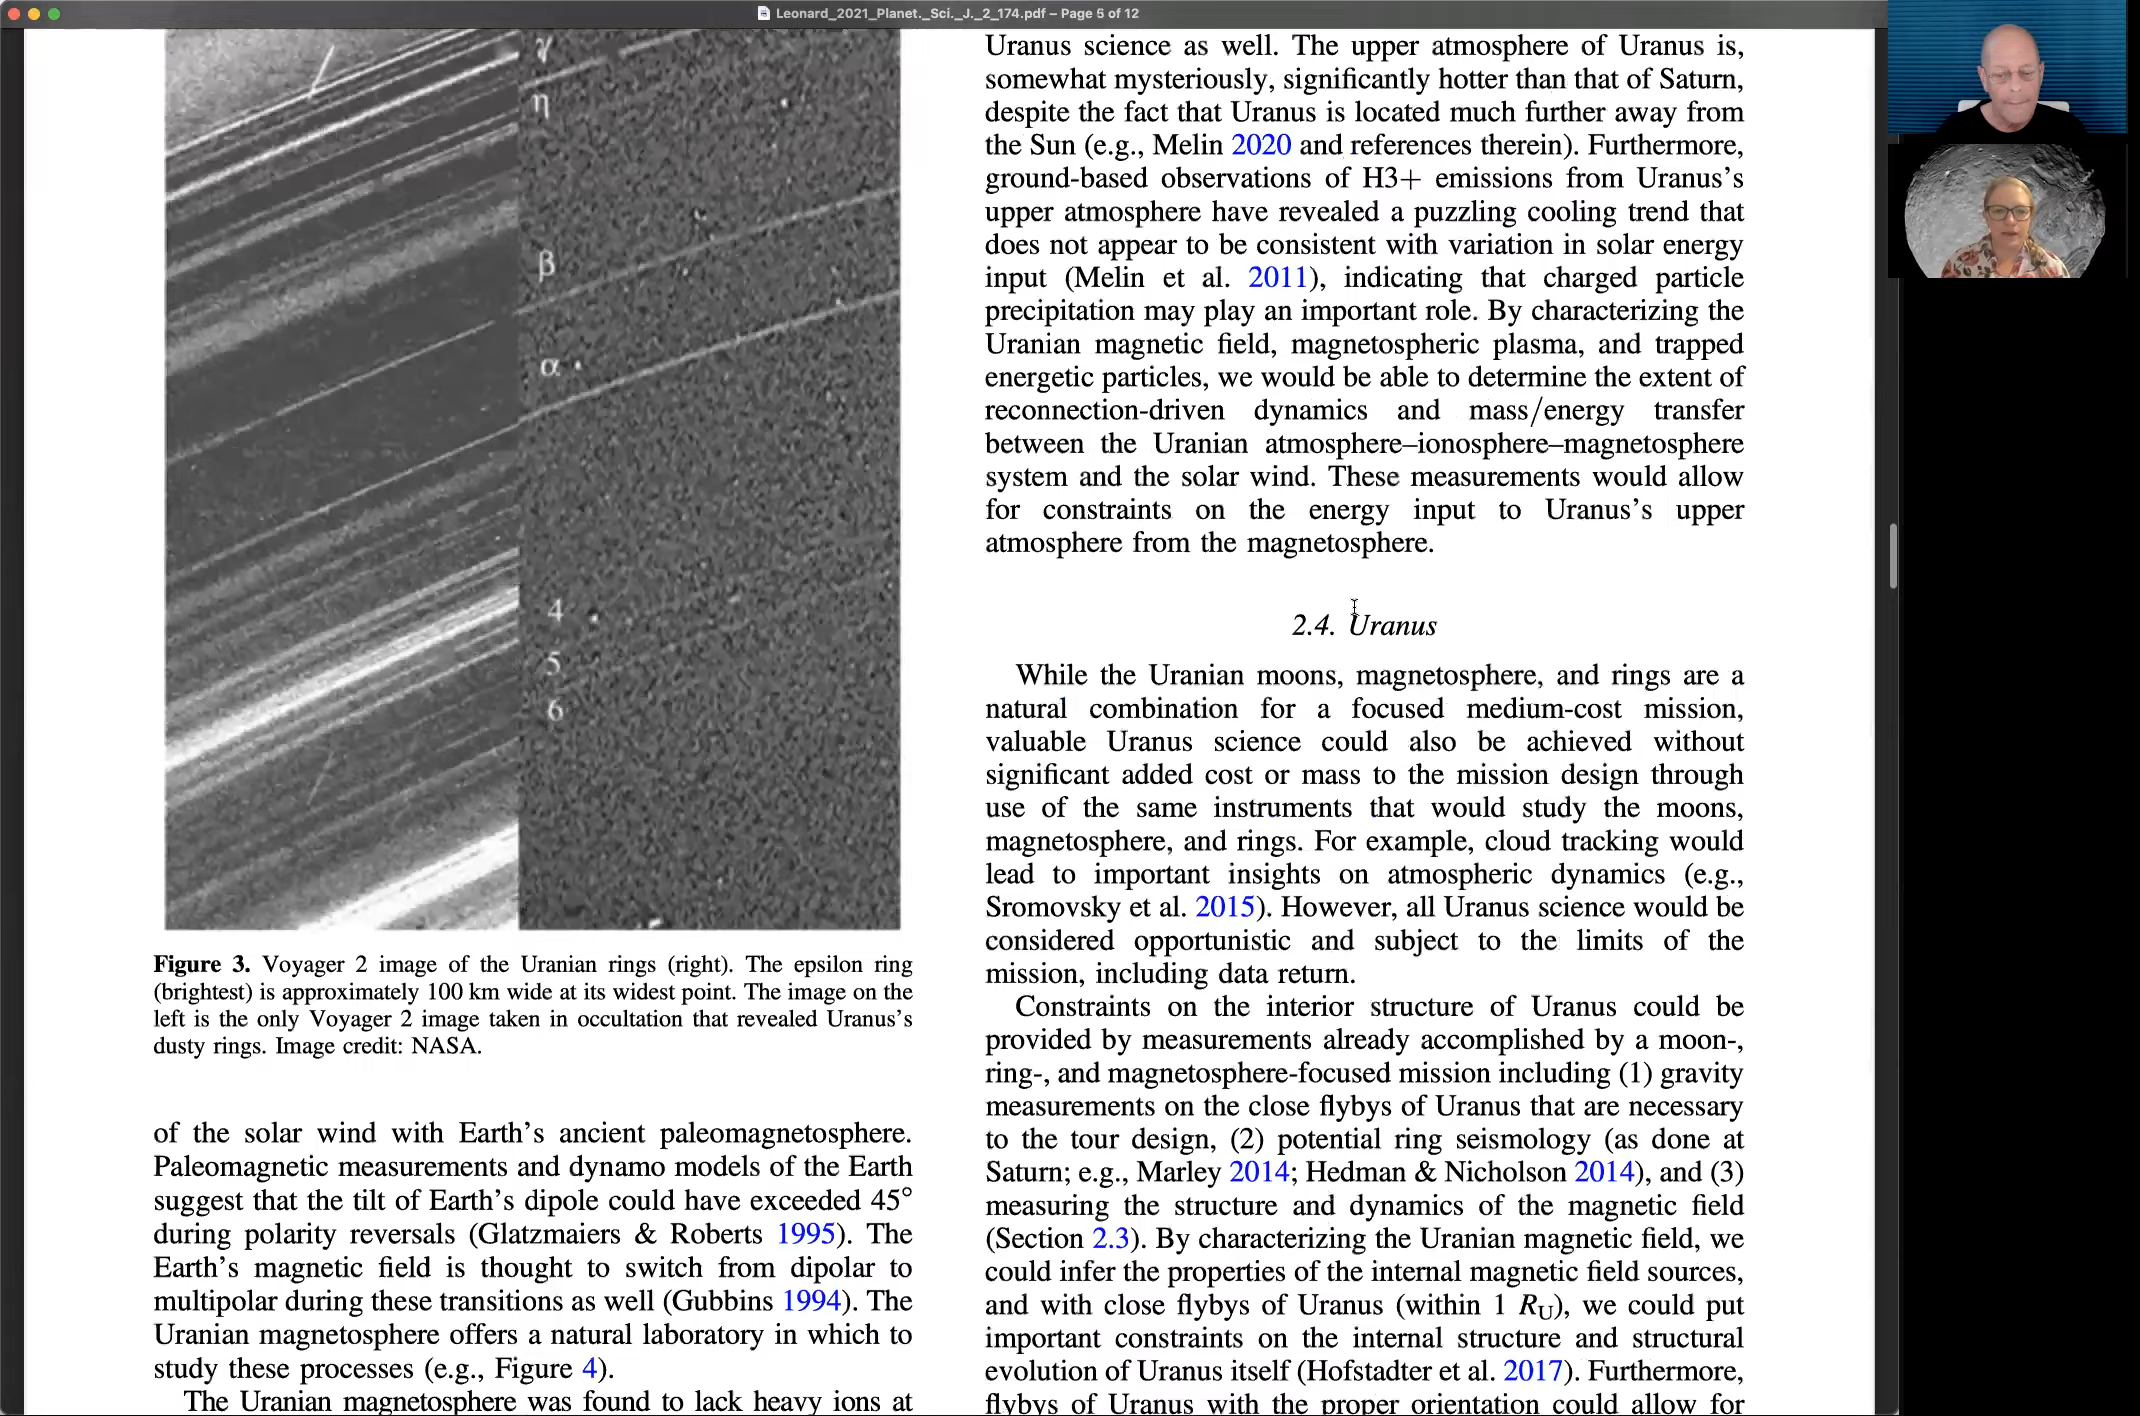 Leonard_2021_Planet._Sci._J._2_174.pdf – Page 5 of 12
γ
η
β
α
4
5
6
Figure 3. Voyager 2 image of the Uranian rings (right). The epsilon ring
(brightest) is approximately 100 km wide at its widest point. The image on the
left is the only Voyager 2 image taken in occultation that revealed Uranus's
dusty rings. Image credit: NASA.
of the solar wind with Earth's ancient paleomagnetosphere.
Paleomagnetic measurements and dynamo models of the Earth
suggest that the tilt of Earth's dipole could have exceeded 45°
during polarity reversals (Glatzmaiers & Roberts 1995). The
Earth's magnetic field is thought to switch from dipolar to
multipolar during these transitions as well (Gubbins 1994). The
Uranian magnetosphere offers a natural laboratory in which to
study these processes (e.g., Figure 4).
The Uranian magnetosphere was found to lack heavy ions at
Uranus science as well. The upper atmosphere of Uranus is,
somewhat mysteriously, significantly hotter than that of Saturn,
despite the fact that Uranus is located much further away from
the Sun (e.g., Melin 2020 and references therein). Furthermore,
ground-based observations of H3+ emissions from Uranus's
upper atmosphere have revealed a puzzling cooling trend that
does not appear to be consistent with variation in solar energy
input (Melin et al. 2011), indicating that charged particle
precipitation may play an important role. By characterizing the
Uranian magnetic field, magnetospheric plasma, and trapped
energetic particles, we would be able to determine the extent of
reconnection-driven dynamics and mass/energy transfer
between the Uranian atmosphere–ionosphere–magnetosphere
system and the solar wind. These measurements would allow
for constraints on the energy input to Uranus's upper
atmosphere from the magnetosphere.
2.4. Uranus
While the Uranian moons, magnetosphere, and rings are a
natural combination for a focused medium-cost mission,
valuable Uranus science could also be achieved without
significant added cost or mass to the mission design through
use of the same instruments that would study the moons,
magnetosphere, and rings. For example, cloud tracking would
lead to important insights on atmospheric dynamics (e.g.,
Sromovsky et al. 2015). However, all Uranus science would be
considered opportunistic and subject to the limits of the
mission, including data return.
Constraints on the interior structure of Uranus could be
provided by measurements already accomplished by a moon-,
ring-, and magnetosphere-focused mission including (1) gravity
measurements on the close flybys of Uranus that are necessary
to the tour design, (2) potential ring seismology (as done at
Saturn; e.g., Marley 2014; Hedman & Nicholson 2014), and (3)
measuring the structure and dynamics of the magnetic field
(Section 2.3). By characterizing the Uranian magnetic field, we
could infer the properties of the internal magnetic field sources,
and with close flybys of Uranus (within 1 RU), we could put
important constraints on the internal structure and structural
evolution of Uranus itself (Hofstadter et al. 2017). Furthermore,
flybys of Uranus with the proper orientation could allow for